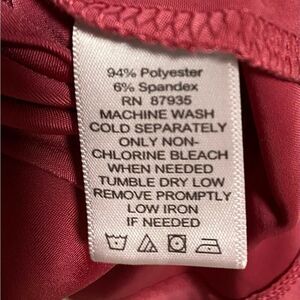 94% Polyester
6% Spandex
RN 87935
MACHINE WASH
COLD SEPARATELY
ONLY NON-
CHLORINE BLEACH
WHEN NEEDED
TUMBLE DRY LOW
REMOVE PROMPTLY
LOW IRON
IF NEEDED